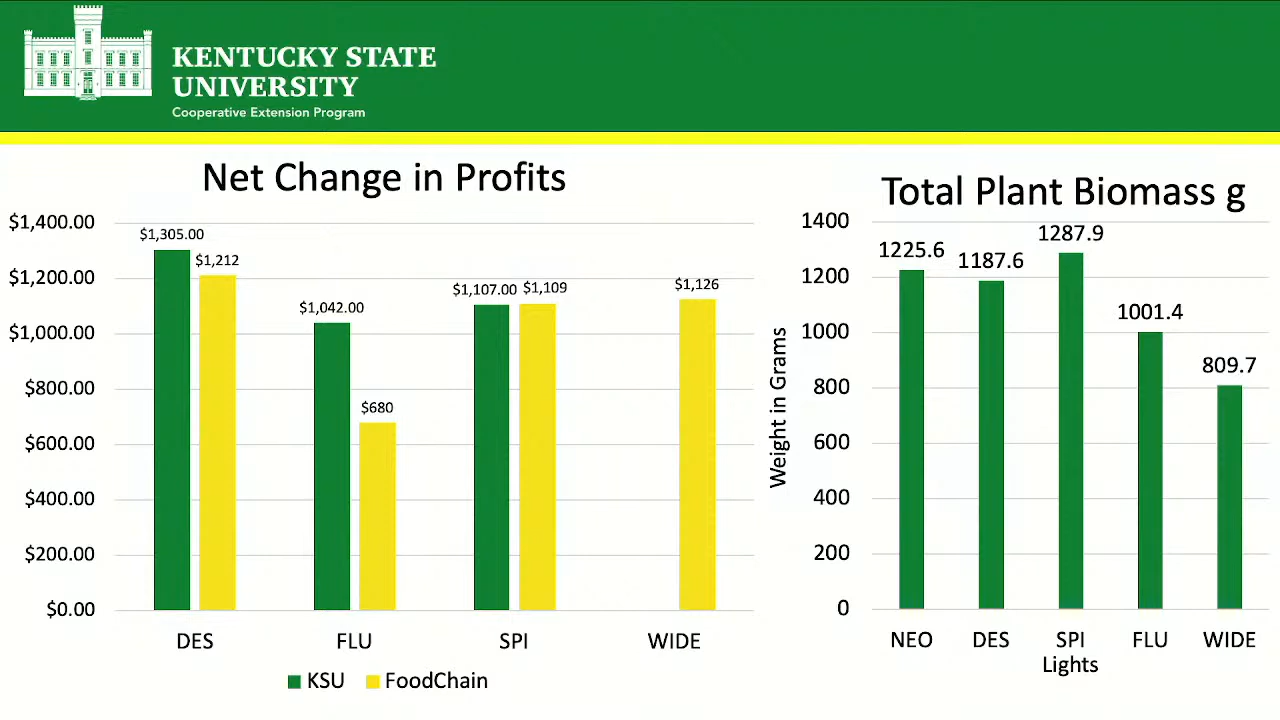 KENTUCKY STATE
UNIVERSITY
Cooperative Extension Program
Net Change in Profits
$1,400.00
$1,200.00
$1,000.00
$800.00
$600.00
$400.00
$200.00
$0.00
$1,305.00
$1,212
$1,042.00
$680
$1,107.00
$1,109
$1,126
DES
FLU
SPI
WIDE
KSU
FoodChain
Total Plant Biomass g
Weight in Grams
1400
1200
1000
800
600
400
200
0
1225.6
1187.6
1287.9
1001.4
809.7
NEO
DES
SPI
FLU
WIDE
Lights